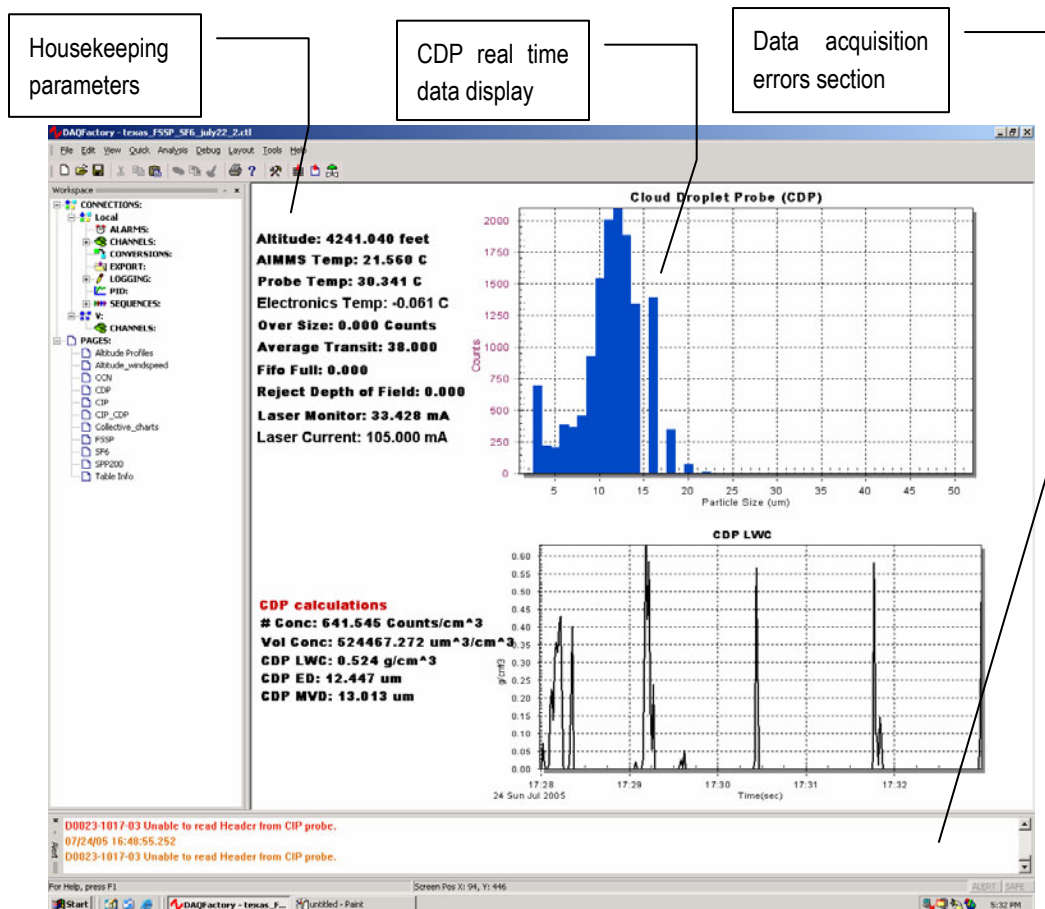 Housekeeping parameters
CDP real time data display
Data acquisition errors section
DAQFactory - texas_FSSP_SF6_july22_2.ctl
File Edit View Quick Analysis Debug Layout Tools Help
Workspace
CONNECTIONS:
Local
ALARMS:
CHANNELS:
CONVERSIONS:
EXPORT:
LOGGING:
PID:
SEQUENCES:
V:
CHANNELS:
PAGES:
Altitude Profiles
Altitude_windspeed
CCN
CDP
CIP
CIP_CDP
Collective_charts
FSSP
SF6
SPP200
Table Info
Altitude: 4241.040 feet
AIMMS Temp: 21.560 C
Probe Temp: 30.341 C
Electronics Temp: -0.061 C
Over Size: 0.000 Counts
Average Transit: 38.000
Fifo Full: 0.000
Reject Depth of Field: 0.000
Laser Monitor: 33.428 mA
Laser Current: 105.000 mA
Cloud Droplet Probe (CDP)
Counts
2000
1750
1500
1250
1000
750
500
250
0
5 10 15 20 25 30 35 40 45 50
Particle Size (um)
CDP calculations
# Conc: 641.545 Counts/cm^3
Vol Conc: 524467.272 um^3/cm^3
CDP LWC: 0.524 g/cm^3
CDP ED: 12.447 um
CDP MVD: 13.013 um
CDP LWC
g/cm^3
0.60
0.55
0.50
0.45
0.40
0.35
0.30
0.25
0.20
0.15
0.10
0.05
0.00
17:28 17:29 17:30 17:31 17:32
24 Sun Jul 2005
Time(sec)
Alert
D0023-1017-03 Unable to read Header from CIP probe.
07/24/05 16:48:55.252
D0023-1017-03 Unable to read Header from CIP probe.
For Help, press F1
Screen Pos X: 94, Y: 446
ALERT SAFE
Start
DAQFactory - texas_F...
untitled - Paint
5:32 PM